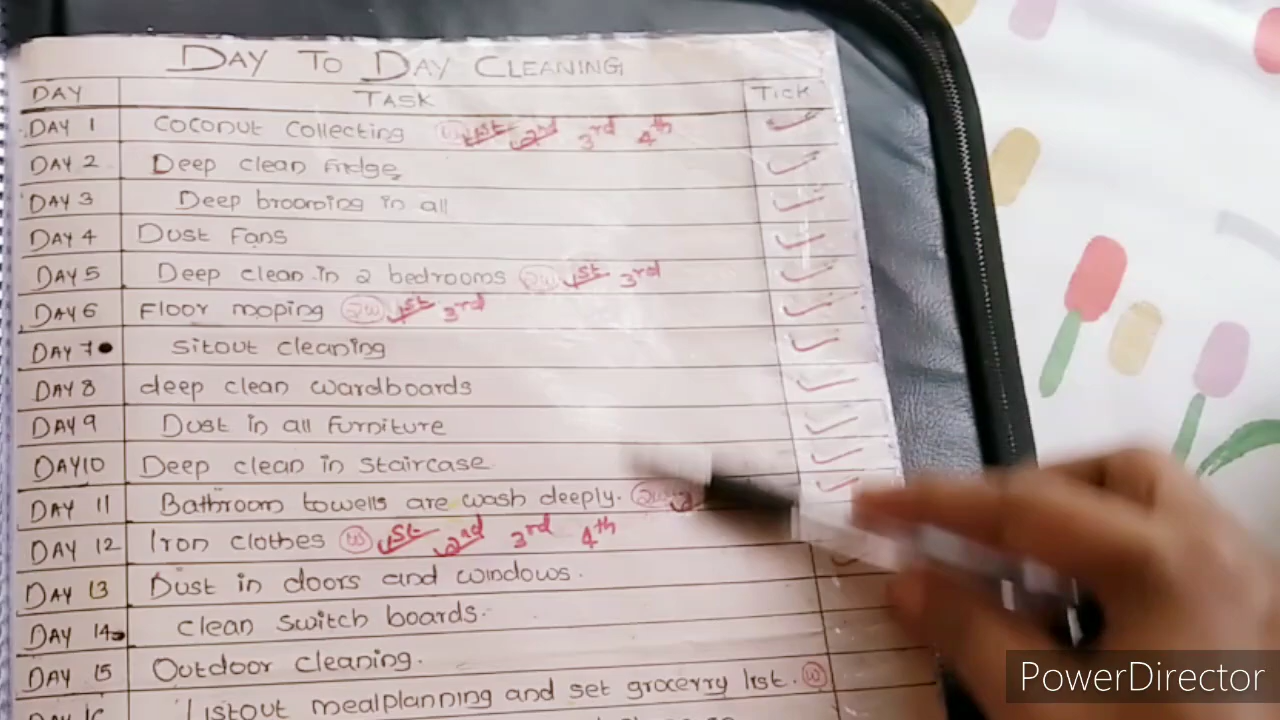 DAY TO DAY CLEANING
DAY TASK TICK
DAY 1 Coconut Collecting W 1st 2nd 3rd 4th
DAY 2 Deep clean Fridge
DAY 3 Deep brooming in all
DAY 4 Dust Fans
DAY 5 Deep clean in 2 bedrooms 2W 1st 3rd
DAY 6 Floor moping 2W 1st 3rd
DAY 7 Sitout cleaning
DAY 8 deep clean wardboards
DAY 9 Dust in all Furniture
DAY 10 Deep clean in staircase
DAY 11 Bathroom towells are wash deeply. 2W
DAY 12 Iron clothes W 1st 2nd 3rd 4th
DAY 13 Dust in doors and windows.
DAY 14 clean switch boards.
DAY 15 Outdoor cleaning.
Listout mealplanning and set grocerry list. W
PowerDirector